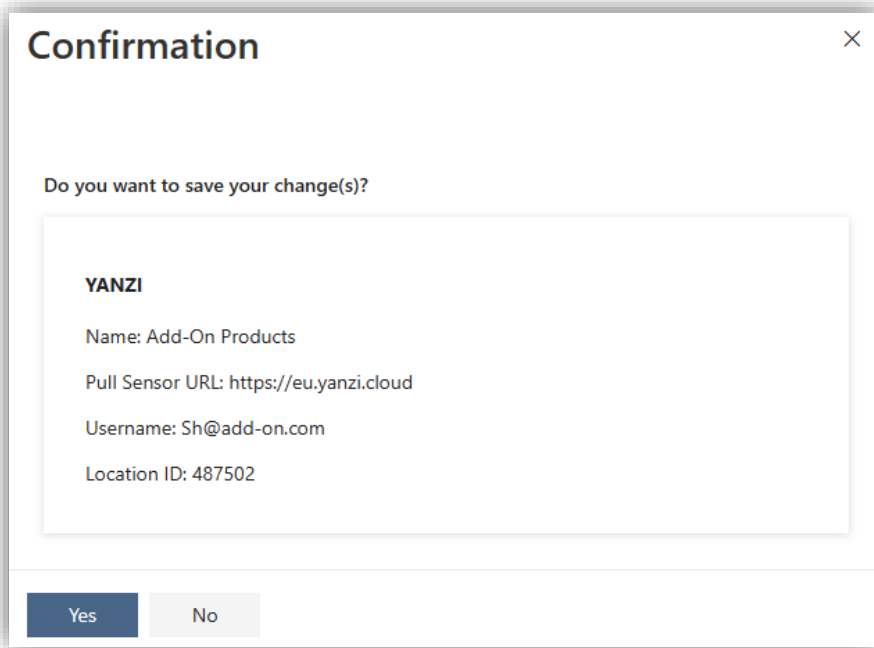 Confirmation
Do you want to save your change(s)?
YANZI
Name: Add-On Products
Pull Sensor URL: https://eu.yanzi.cloud
Username: Sh@add-on.com
Location ID: 487502
Yes
No